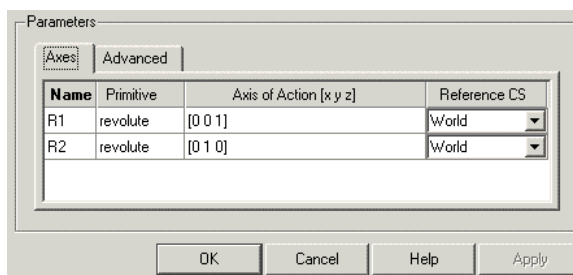 Parameters
Axes Advanced
Name Primitive Axis of Action [x y z] Reference CS
R1 revolute [0 0 1] World
R2 revolute [0 1 0] World
OK Cancel Help Apply